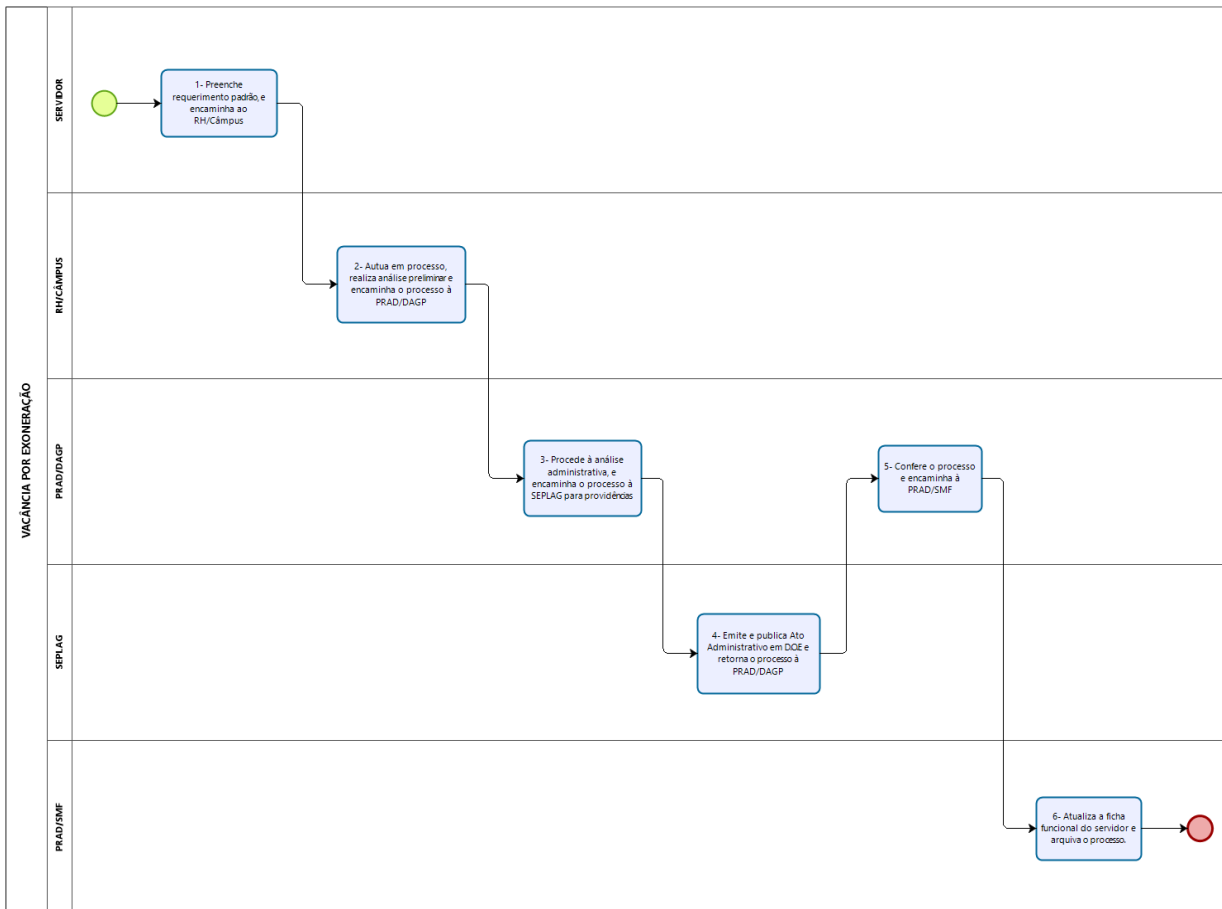 VACÂNCIA POR EXONERAÇÃO
SERVIDOR
1- Preenche
requerimento padrão, e
encaminha ao
RH/Câmpus
RH/CÂMPUS
2- Autua em processo,
realiza análise preliminar e
encaminha o processo à
PRAD/DAGP
PRAD/DAGP
3- Procede à análise
administrativa, e
encaminha o processo à
SEPLAG para providências
5- Confere o processo
e encaminha à
PRAD/SMF
SEPLAG
4- Emite e publica Ato
Administrativo em DOE e
retorna o processo à
PRAD/DAGP
PRAD/SMF
6- Atualiza a ficha
funcional do servidor e
arquiva o processo.